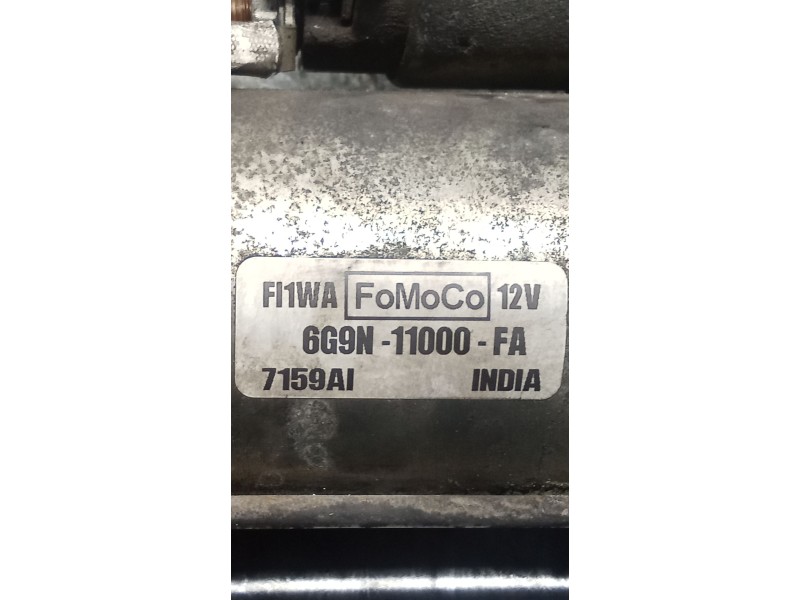 FI1WA FoMoCo 12V
6G9N -11000 - FA
7159AI INDIA